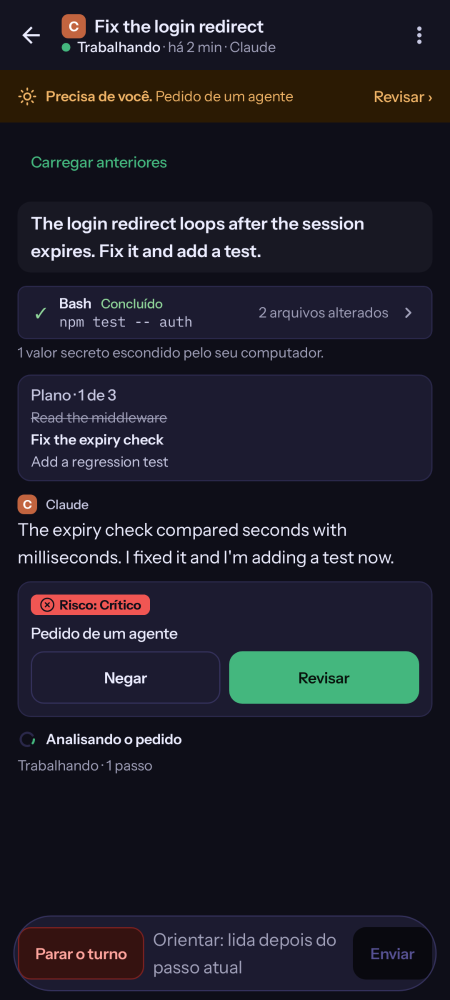 C Fix the login redirect
Trabalhando · há 2 min · Claude
Precisa de você. Pedido de um agente Revisar ›
Carregar anteriores
The login redirect loops after the session
expires. Fix it and add a test.
✓ Bash Concluído
npm test -- auth
2 arquivos alterados
1 valor secreto escondido pelo seu computador.
Plano · 1 de 3
Read the middleware
Fix the expiry check
Add a regression test
C Claude
The expiry check compared seconds with
milliseconds. I fixed it and I'm adding a test now.
Risco: Crítico
Pedido de um agente
Negar Revisar
Analisando o pedido
Trabalhando · 1 passo
Parar o turno
Orientar: lida depois do
passo atual
Enviar